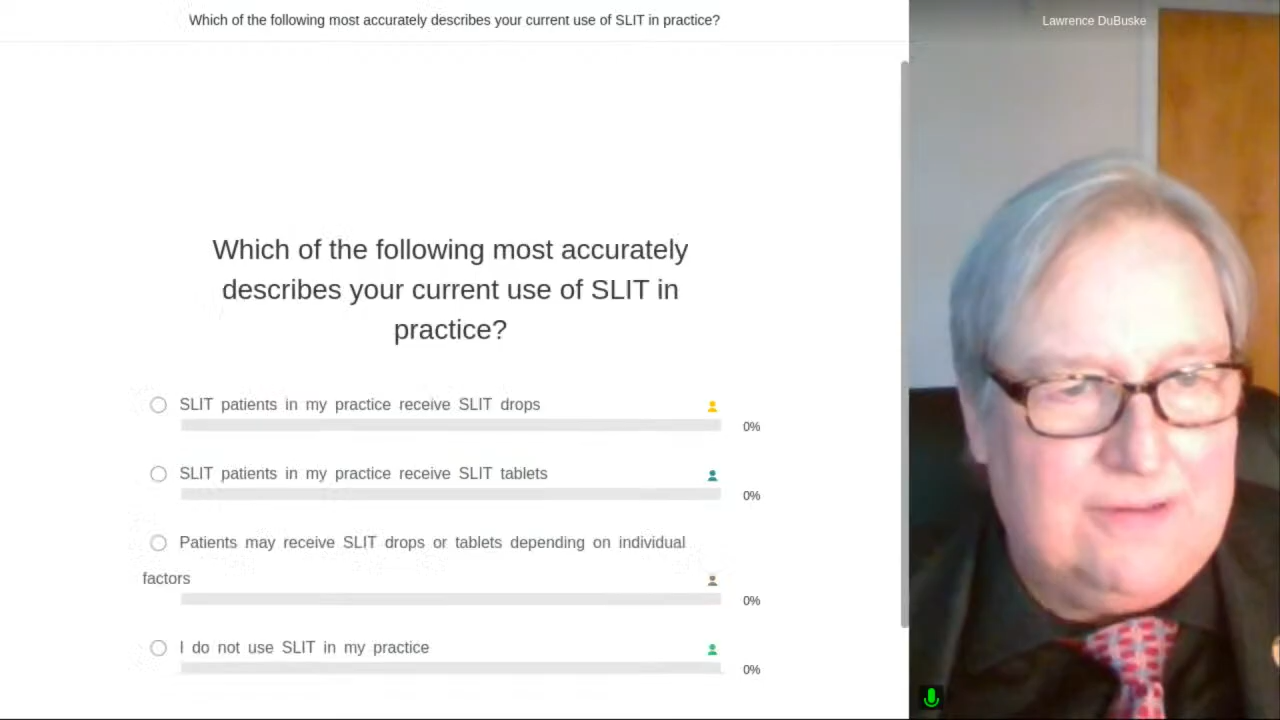 Which of the following most accurately describes your current use of SLIT in practice?
Lawrence DuBuske
Which of the following most accurately
describes your current use of SLIT in
practice?
SLIT patients in my practice receive SLIT drops
0%
SLIT patients in my practice receive SLIT tablets
0%
Patients may receive SLIT drops or tablets depending on individual
factors
0%
I do not use SLIT in my practice
0%